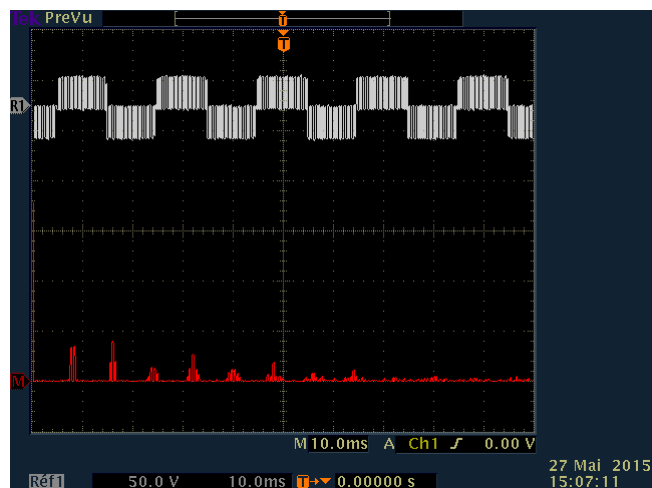 Tek PreVu
T
T
R1
M
M 10.0ms A Ch1 0.00 V
27 Mai 2015
15:07:11
Réf1 50.0 V 10.0ms T 0.00000 s